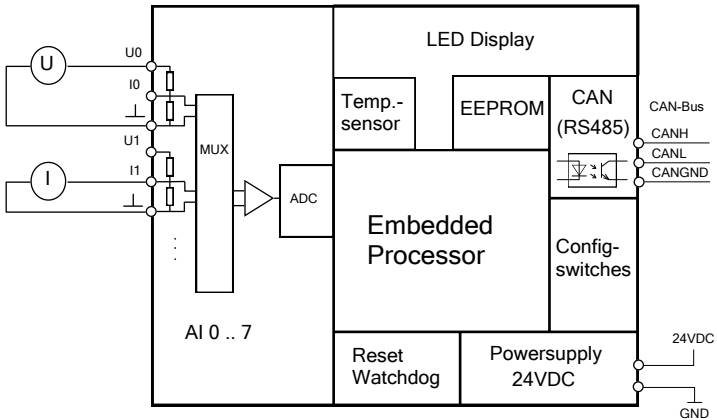 U0
U
I0
U1
I1
I
MUX
ADC
AI 0 .. 7
LED Display
Temp.-
sensor
EEPROM
CAN
(RS485)
Embedded
Processor
Config-
switches
Reset
Watchdog
Powersupply
24VDC
CAN-Bus
CANH
CANL
CANGND
24VDC
GND